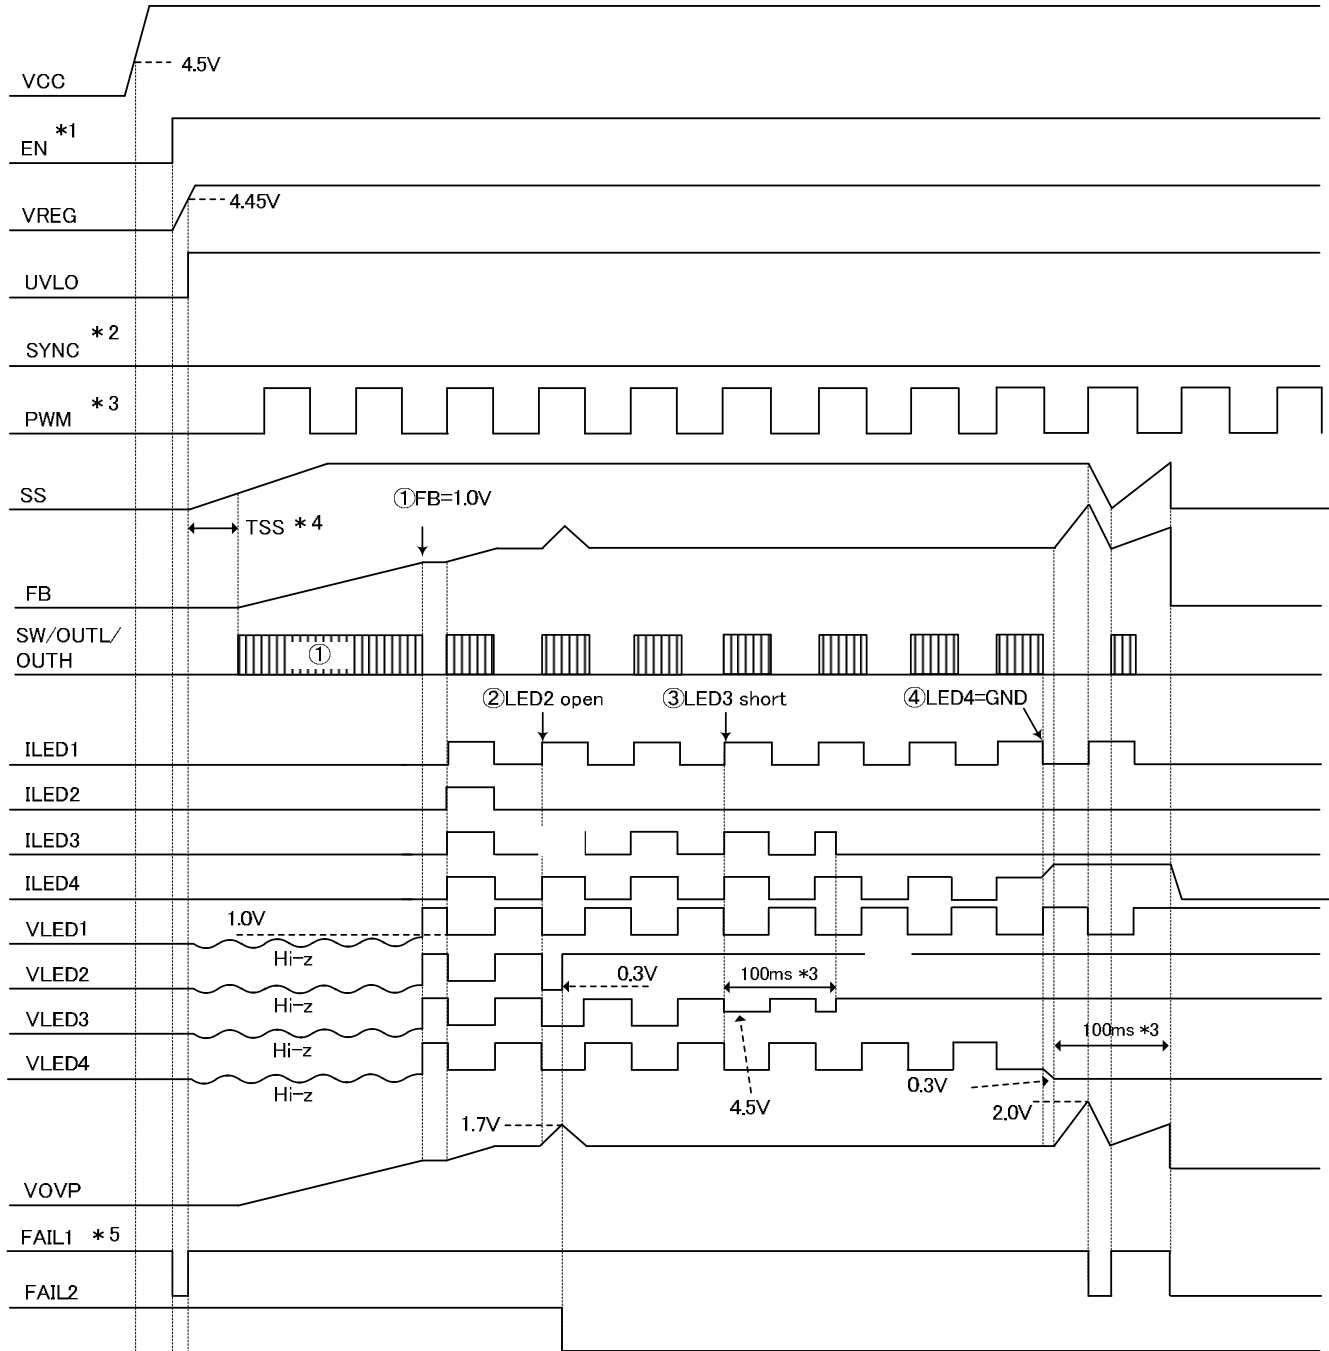 4.5V
VCC
EN *1
4.45V
VREG
UVLO
SYNC *2
PWM *3
SS
①FB=1.0V
TSS *4
FB
SW/OUTL/
OUTH
①
②LED2 open
③LED3 short
④LED4=GND
ILED1
ILED2
ILED3
ILED4
1.0V
VLED1
Hi-z
VLED2
0.3V
100ms *3
Hi-z
VLED3
Hi-z
100ms *3
VLED4
0.3V
Hi-z
4.5V
2.0V
1.7V
VOVP
FAIL1 *5
FAIL2